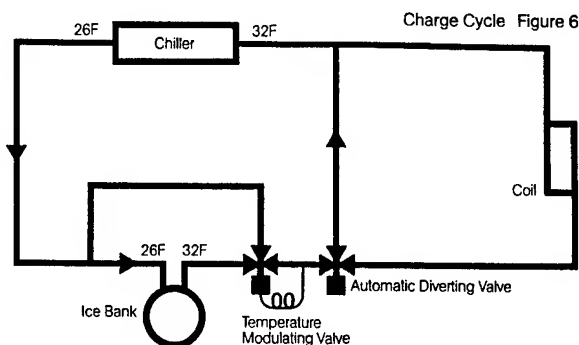 Charge Cycle Figure 6
26F
Chiller
32F
Coil
26F
32F
Automatic Diverting Valve
Ice Bank
Temperature
Modulating Valve